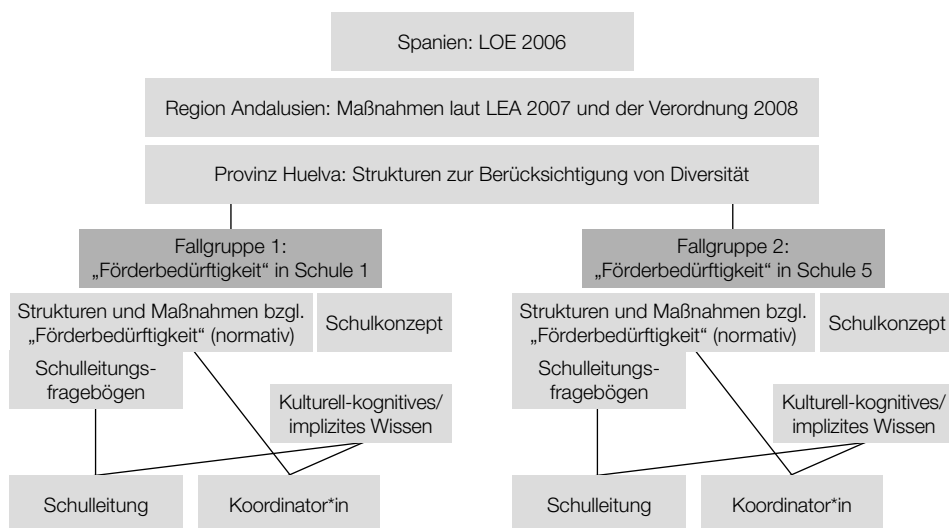 Spanien: LOE 2006
Region Andalusien: Maßnahmen laut LEA 2007 und der Verordnung 2008
Provinz Huelva: Strukturen zur Berücksichtigung von Diversität
Fallgruppe 1:
„Förderbedürftigkeit“ in Schule 1
Strukturen und Maßnahmen bzgl.
„Förderbedürftigkeit“ (normativ)
Schulkonzept
Schulleitungs-
fragebögen
Kulturell-kognitives/
implizites Wissen
Schulleitung
Koordinator*in
Fallgruppe 2:
„Förderbedürftigkeit“ in Schule 5
Strukturen und Maßnahmen bzgl.
„Förderbedürftigkeit“ (normativ)
Schulkonzept
Schulleitungs-
fragebögen
Kulturell-kognitives/
implizites Wissen
Schulleitung
Koordinator*in